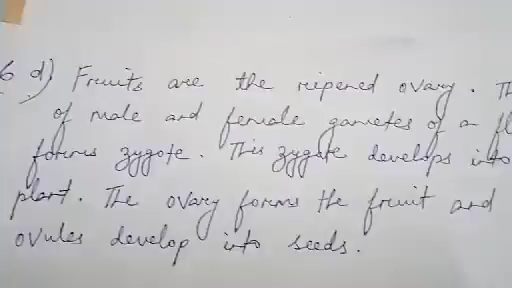 6 d) Fruits are the ripened ovary. Th
of male and female gametes of a fl
forms zygote. This zygote develops into
plant. The ovary forms the fruit and
ovules develop into seeds.